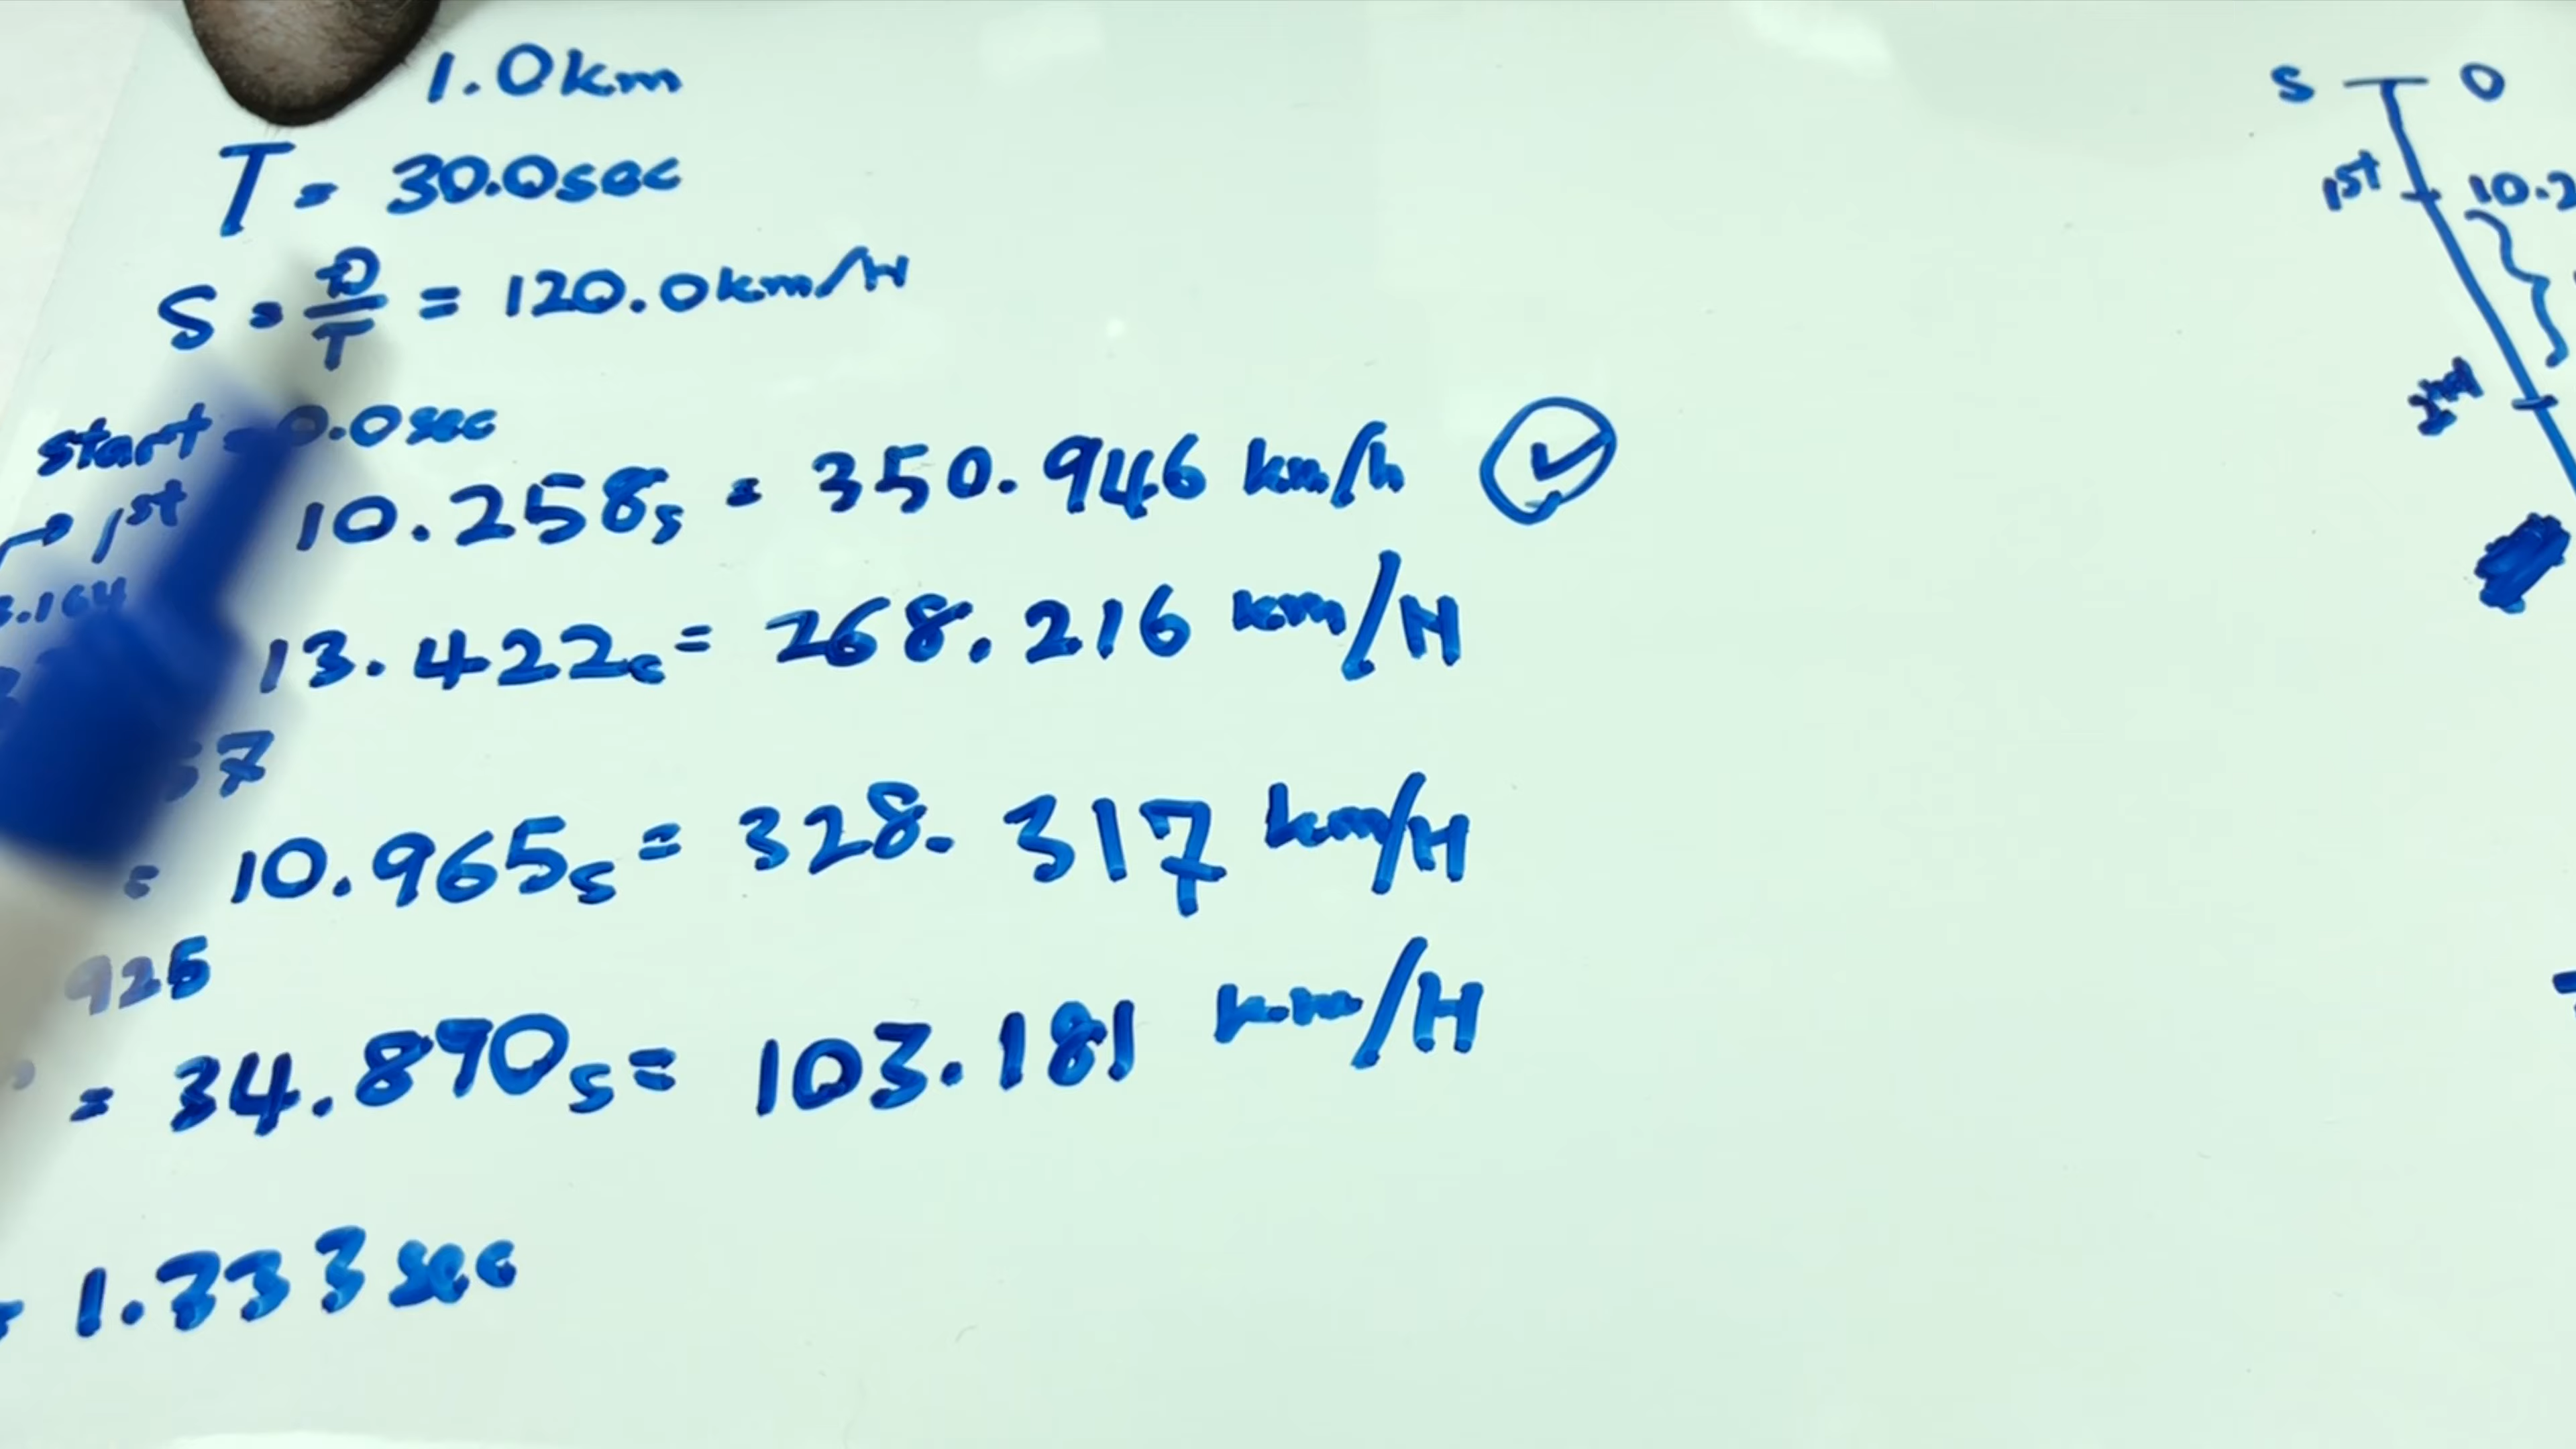 1.0km
T = 30.0sec
S = D/T = 120.0km/H
start = 0.0sec
1st 10.258s = 350.946 km/h
.164
13.422s = 268.216 km/H
57
= 10.965s = 328.317 km/H
925
= 34.890s = 103.181 km/H
= 1.333sec
S 0
1st 10.2
2nd